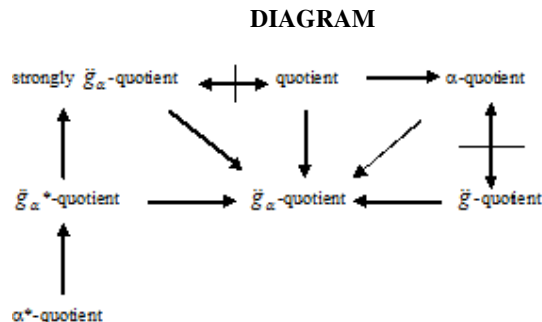 DIAGRAM
strongly g̈α-quotient quotient α-quotient
g̈α*-quotient g̈α-quotient g̈-quotient
α*-quotient